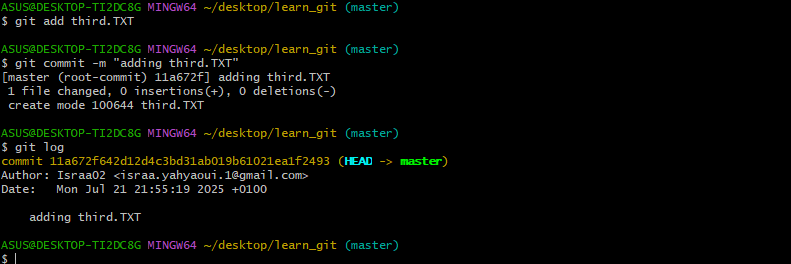 ASUS@DESKTOP-TI2DC8G MINGW64 ~/desktop/learn_git (master)
$ git add third.TXT
ASUS@DESKTOP-TI2DC8G MINGW64 ~/desktop/learn_git (master)
$ git commit -m "adding third.TXT"
[master (root-commit) 11a672f] adding third.TXT
 1 file changed, 0 insertions(+), 0 deletions(-)
 create mode 100644 third.TXT
ASUS@DESKTOP-TI2DC8G MINGW64 ~/desktop/learn_git (master)
$ git log
commit 11a672f642d12d4c3bd31ab019b61021ea1f2493 (HEAD -> master)
Author: Israa02 <israa.yahyaoui.1@gmail.com>
Date:   Mon Jul 21 21:55:19 2025 +0100
    adding third.TXT
ASUS@DESKTOP-TI2DC8G MINGW64 ~/desktop/learn_git (master)
$